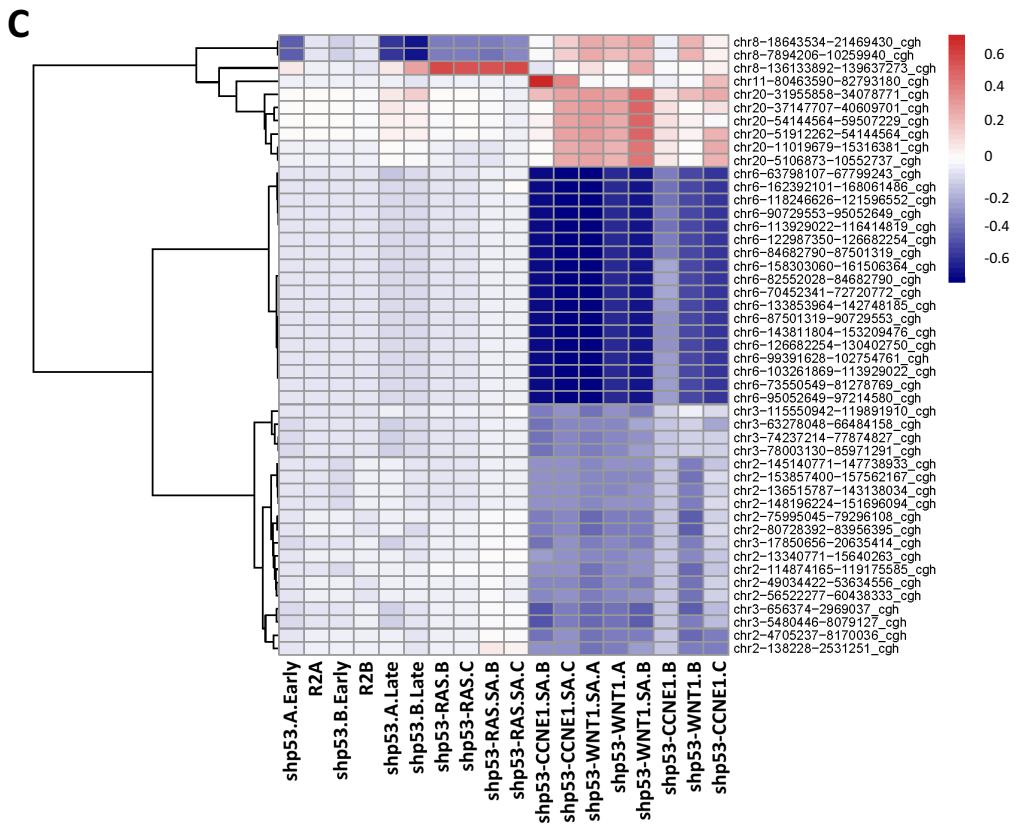 C
chr8-18643534-21469430_cgh
chr8-7894206-10259940_cgh
chr8-136133892-139637273_cgh
chr11-80463590-82793180_cgh
chr20-31955858-34078771_cgh
chr20-37147707-40609701_cgh
chr20-54144564-59507229_cgh
chr20-51912262-54144564_cgh
chr20-11019679-15316381_cgh
chr20-5106873-10552737_cgh
chr6-63798107-67799243_cgh
chr6-162392101-168061486_cgh
chr6-118246626-121596552_cgh
chr6-90729553-95052649_cgh
chr6-113929022-116414819_cgh
chr6-122987350-126682254_cgh
chr6-84682790-87501319_cgh
chr6-158303060-161506364_cgh
chr6-82552028-84682790_cgh
chr6-70452341-72720772_cgh
chr6-133853964-142748185_cgh
chr6-87501319-90729553_cgh
chr6-143811804-153209476_cgh
chr6-126682254-130402750_cgh
chr6-99391628-102754761_cgh
chr6-103261869-113929022_cgh
chr6-73550549-81278769_cgh
chr6-95052649-97214580_cgh
chr3-115550942-119891910_cgh
chr3-63278048-66484158_cgh
chr3-74237214-77874827_cgh
chr3-78003130-85971291_cgh
chr2-145140771-147738933_cgh
chr2-153857400-157562167_cgh
chr2-136515787-143138034_cgh
chr2-148196224-151696094_cgh
chr2-75995045-79296108_cgh
chr2-80728392-83956395_cgh
chr3-17850656-20635414_cgh
chr2-13340771-15640263_cgh
chr2-114874165-119175585_cgh
chr2-49034422-53634556_cgh
chr2-56522277-60438333_cgh
chr3-656374-2969037_cgh
chr3-5480446-8079127_cgh
chr2-4705237-8170036_cgh
chr2-138228-2531251_cgh
0.6
0.4
0.2
0
-0.2
-0.4
-0.6
shp53.A.Early
R2A
shp53.B.Early
R2B
shp53.A.Late
shp53.B.Late
shp53-RAS.B
shp53-RAS.C
shp53-RAS.SA.B
shp53-RAS.SA.C
shp53-CCNE1.SA.B
shp53-CCNE1.SA.C
shp53-WNT1.SA.A
shp53-WNT1.A
shp53-WNT1.SA.B
shp53-CCNE1.B
shp53-WNT1.B
shp53-CCNE1.C